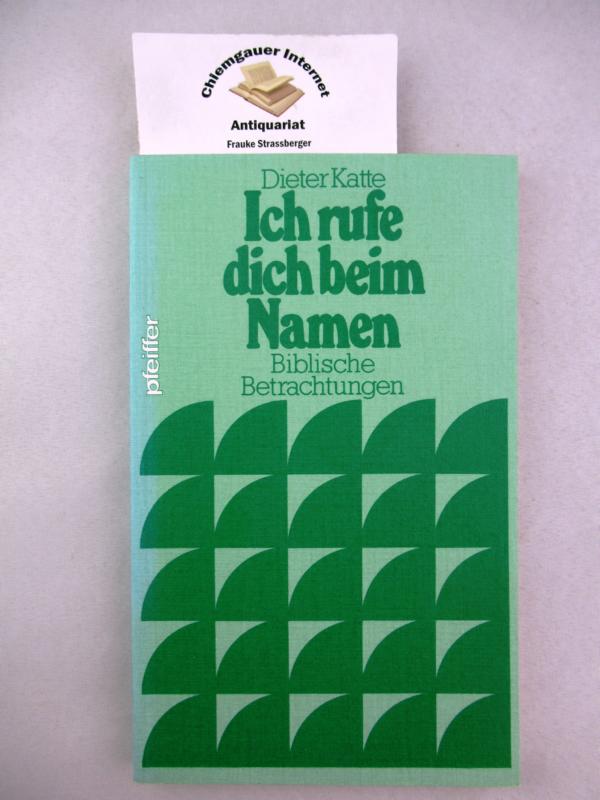 Chiemgauer Internet
Antiquariat
Frauke Strassberger
Dieter Katte
Ich rufe
dich beim
Namen
Biblische
Betrachtungen
pfeiffer